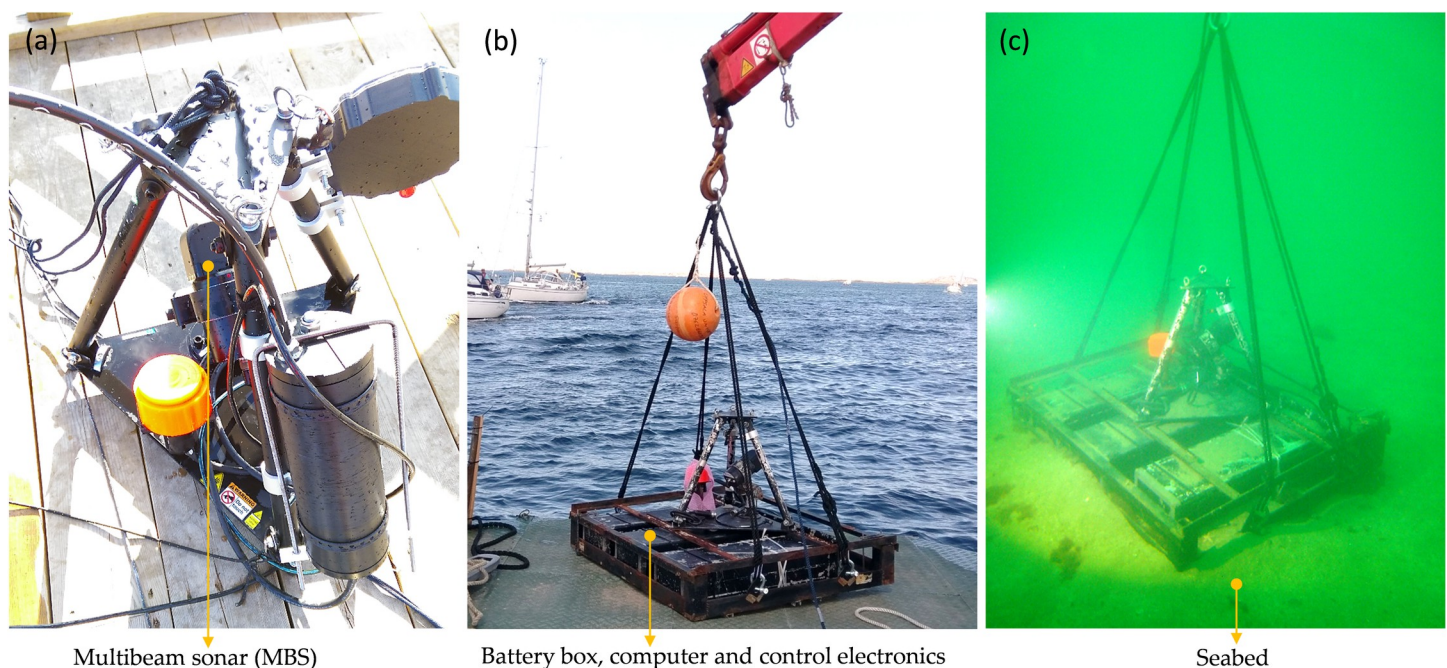 (a)
(b)
(c)
Multibeam sonar (MBS)
Battery box, computer and control electronics
Seabed